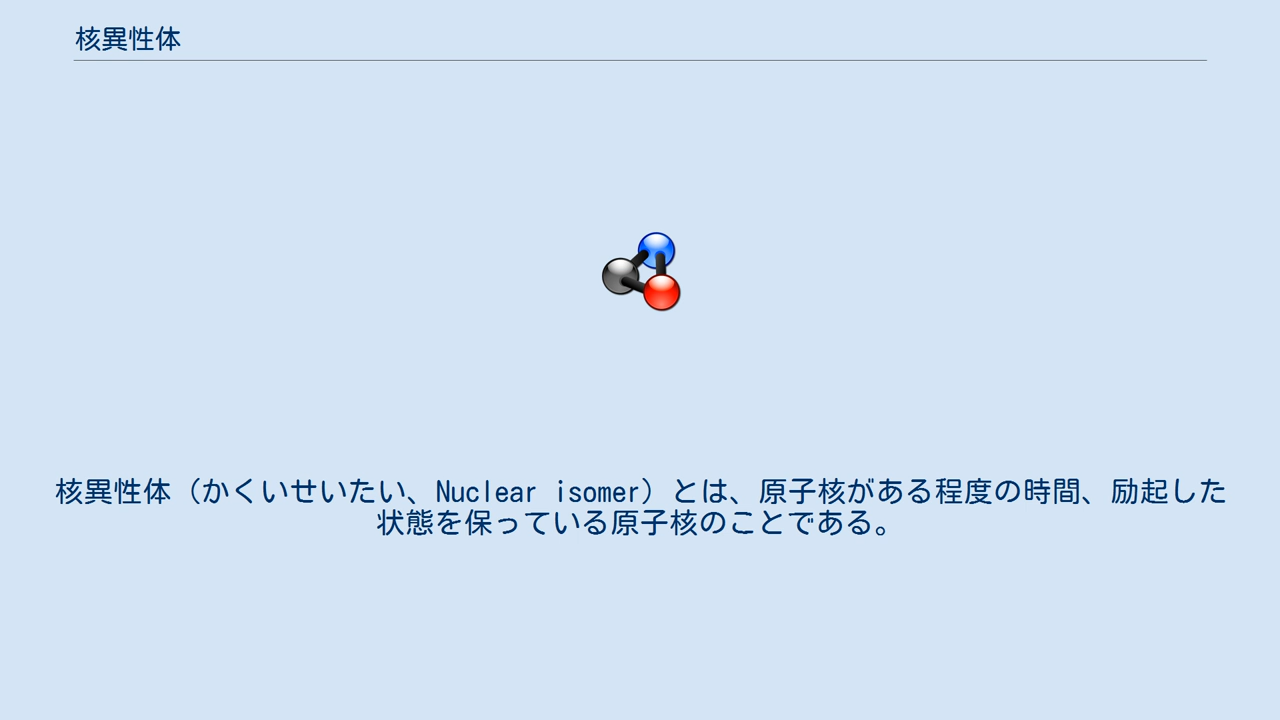 核異性体
核異性体（かくいせいたい、Nuclear isomer）とは、原子核がある程度の時間、励起した
状態を保っている原子核のことである。